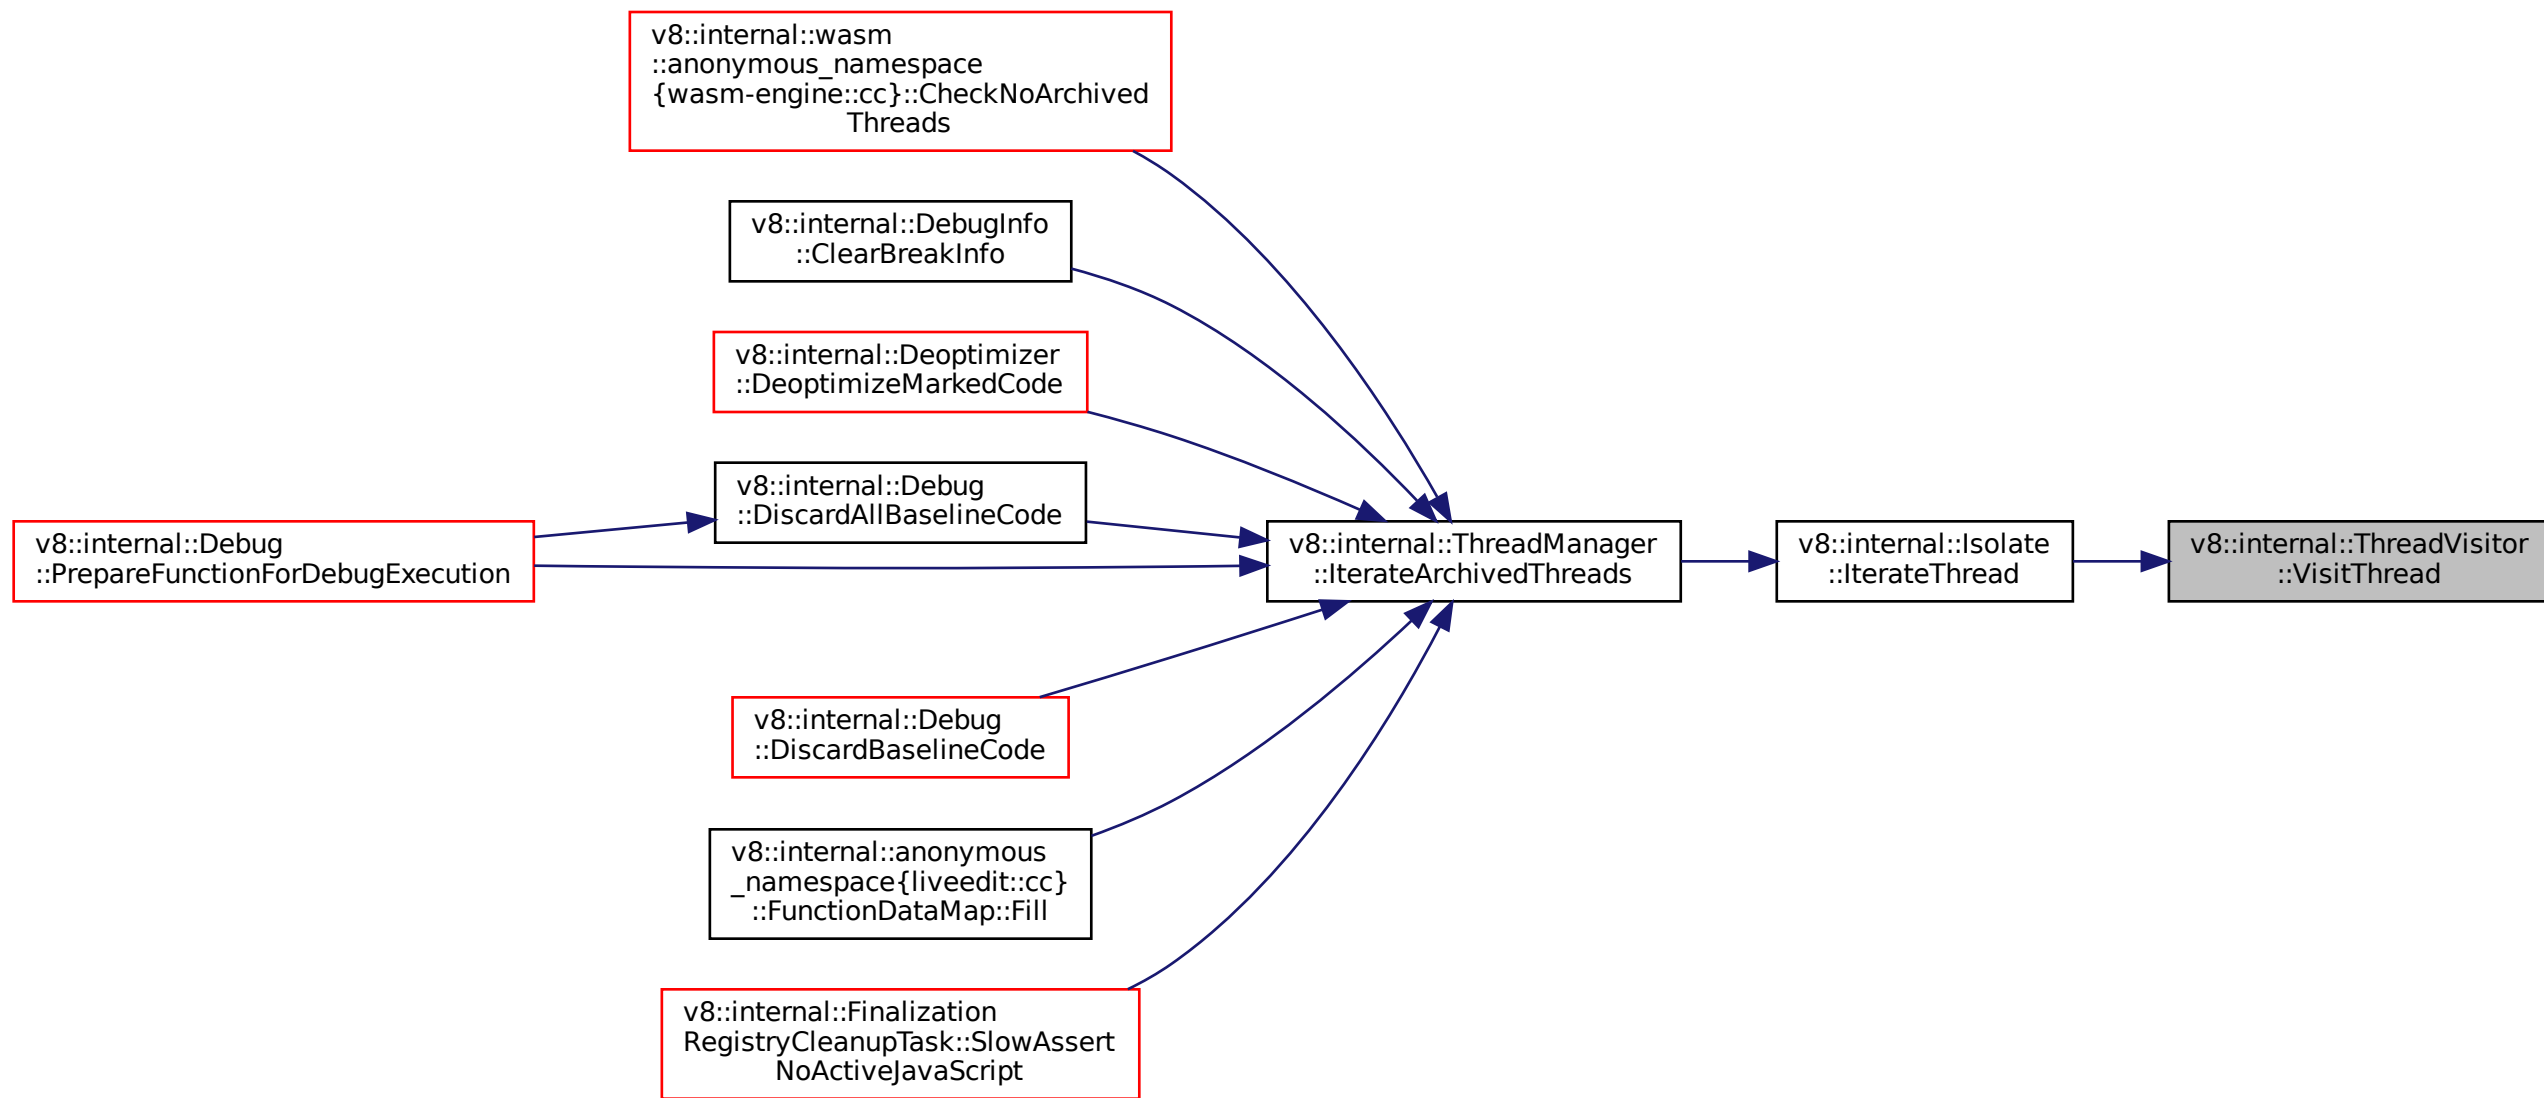 v8::internal::wasm
::anonymous_namespace
{wasm-engine::cc}::CheckNoArchived
Threads
v8::internal::DebugInfo
::ClearBreakInfo
v8::internal::Deoptimizer
::DeoptimizeMarkedCode
v8::internal::Debug
::DiscardAllBaselineCode
v8::internal::Debug
::PrepareFunctionForDebugExecution
v8::internal::ThreadManager
::IterateArchivedThreads
v8::internal::Isolate
::IterateThread
v8::internal::ThreadVisitor
::VisitThread
v8::internal::Debug
::DiscardBaselineCode
v8::internal::anonymous
_namespace{liveedit::cc}
::FunctionDataMap::Fill
v8::internal::Finalization
RegistryCleanupTask::SlowAssert
NoActiveJavaScript